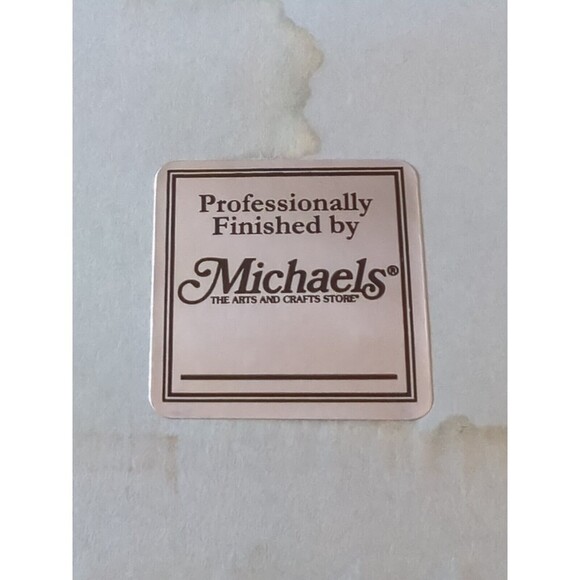 Professionally
Finished by
Michaels®
THE ARTS AND CRAFTS STORE®